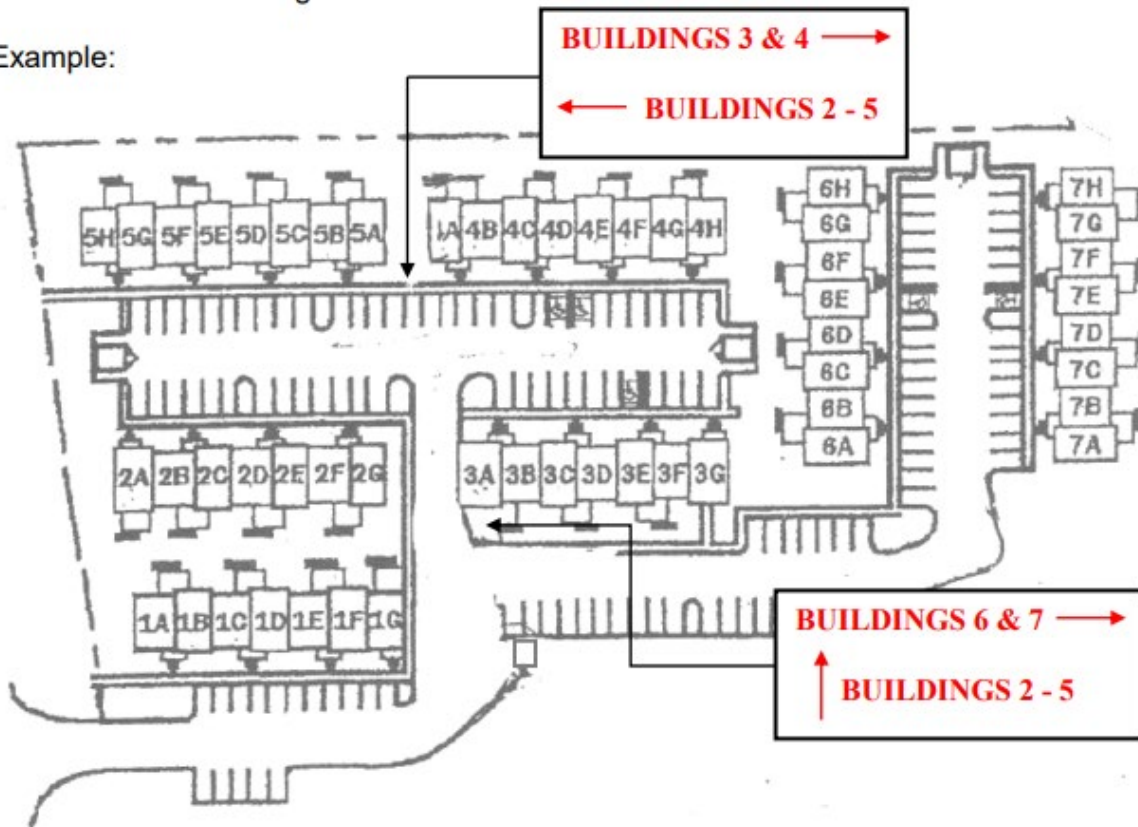 Example:
BUILDINGS 3 & 4
BUILDINGS 2 - 5
5H 5G 5F 5E 5D 5C 5B 5A
4B 4C 4D 4E 4F 4G 4H
6H
6G
6F
6E
6D
6C
6B
6A
7H
7G
7F
7E
7D
7C
7B
7A
2A 2B 2C 2D 2E 2F 2G
3A 3B 3C 3D 3E 3F 3G
1A 1B 1C 1D 1E 1F 1G
BUILDINGS 6 & 7
BUILDINGS 2 - 5